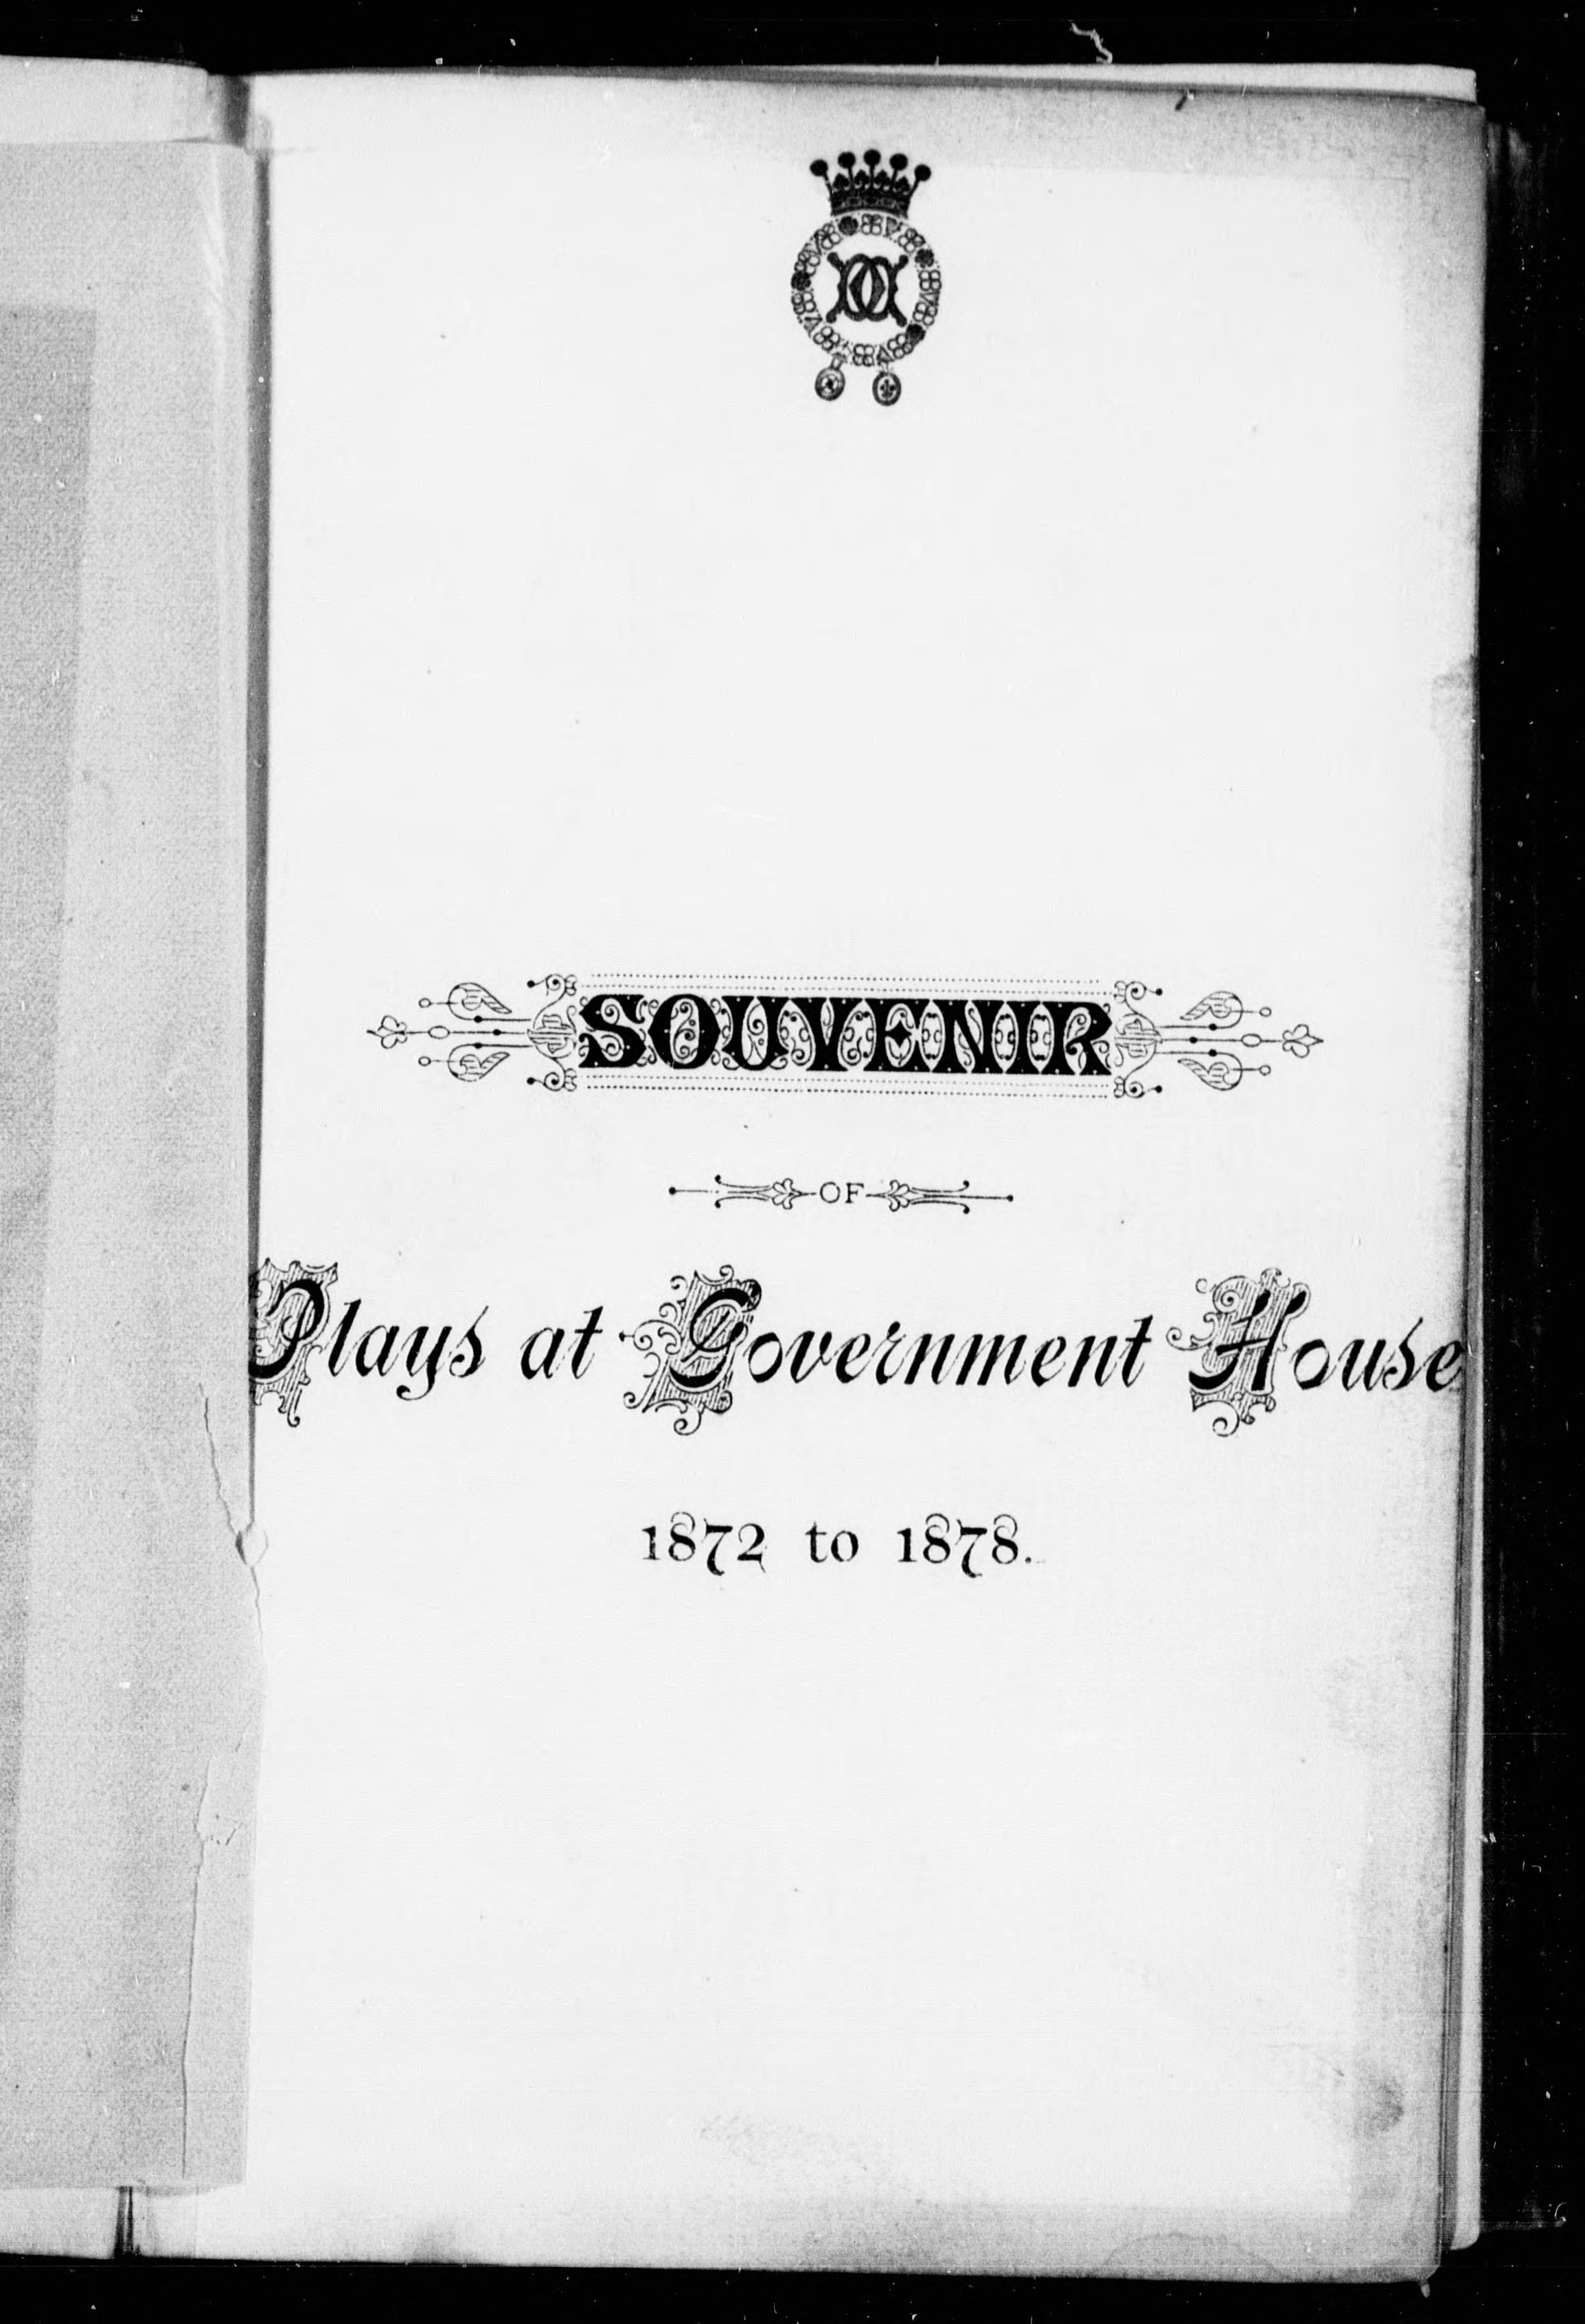 SOUVENIR
OF
Plays at Government House
1872 to 1878.